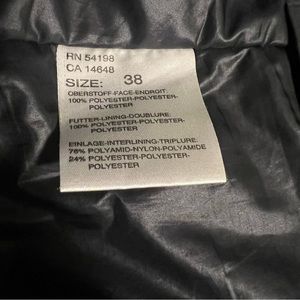 RN 54198
CA 14648
SIZE: 38
OBERSTOFF-FACE-ENDROIT
100% POLYESTER-POLYESTER-
POLYESTER
FUTTER-LINING-DOUBLURE
100% POLYESTER-POLYESTER-
POLYESTER
EINLAGE-INTERLINING/TRIPLURE
76% POLYAMID-NYLON-POLYAMIDE
24% POLYESTER-POLYESTER-
POLYESTER